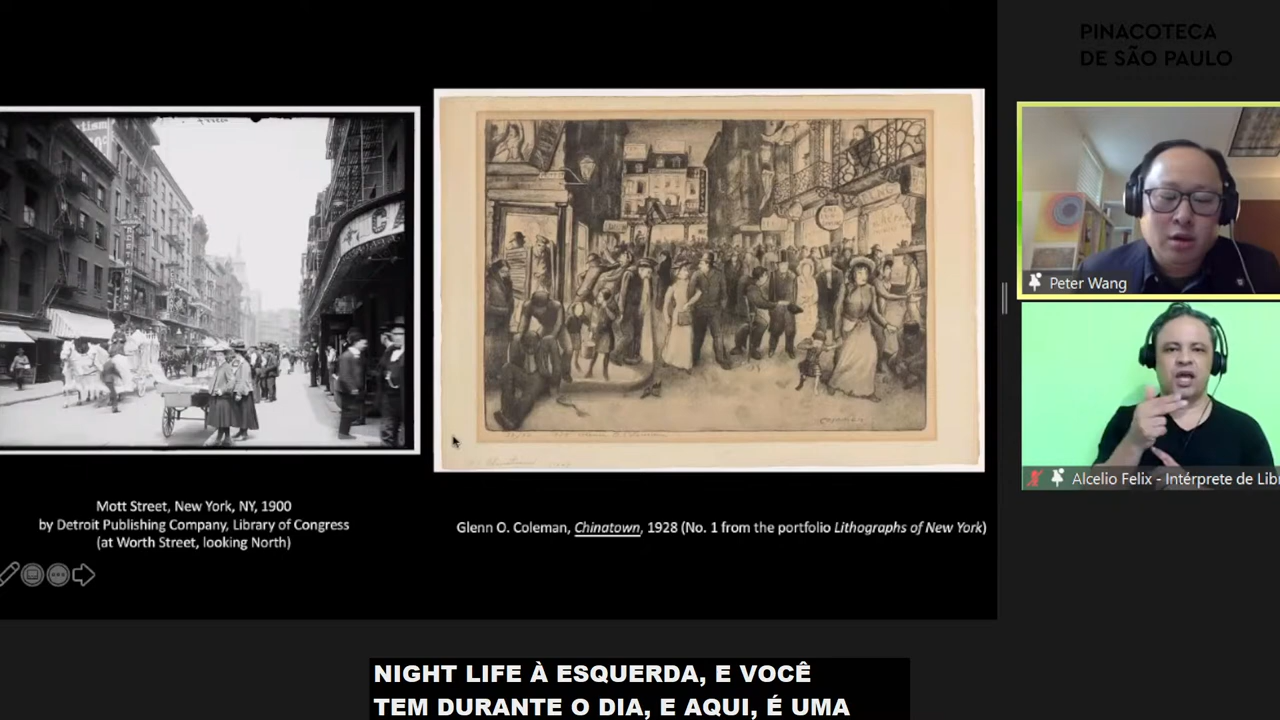 PINACOTECA
DE SÃO PAULO
Peter Wang
Alcelio Felix - Intérprete de Libr
Mott Street, New York, NY, 1900
by Detroit Publishing Company, Library of Congress
(at Worth Street, looking North)
Glenn O. Coleman, Chinatown, 1928 (No. 1 from the portfolio Lithographs of New York)
NIGHT LIFE À ESQUERDA, E VOCÊ
TEM DURANTE O DIA, E AQUI, É UMA